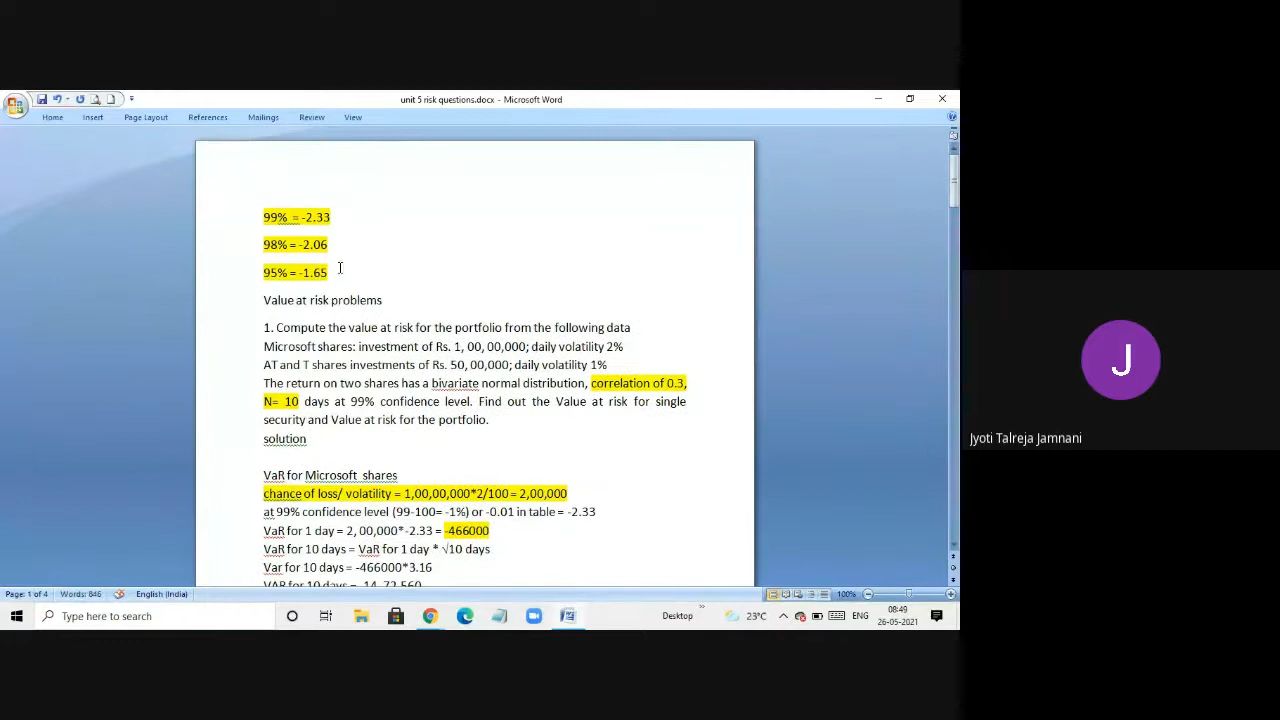 unit 5 risk questions.docx - Microsoft Word
Home Insert Page Layout References Mailings Review View
99% = -2.33
98% = -2.06
95% = -1.65
Value at risk problems
1. Compute the value at risk for the portfolio from the following data
Microsoft shares: investment of Rs. 1, 00, 00,000; daily volatility 2%
AT and T shares investments of Rs. 50, 00,000; daily volatility 1%
The return on two shares has a bivariate normal distribution, correlation of 0.3,
N= 10 days at 99% confidence level. Find out the Value at risk for single
security and Value at risk for the portfolio.
solution
VaR for Microsoft shares
chance of loss/ volatility = 1,00,00,000*2/100 = 2,00,000
at 99% confidence level (99-100= -1%) or -0.01 in table = -2.33
VaR for 1 day = 2, 00,000*-2.33 = -466000
VaR for 10 days = VaR for 1 day * √10 days
Var for 10 days = -466000*3.16
VAR for 10 days = -14,72,560
Page: 1 of 4 Words: 846 English (India) 100%
Type here to search
Desktop
23°C
ENG
08:49
26-05-2021
J
Jyoti Talreja Jamnani